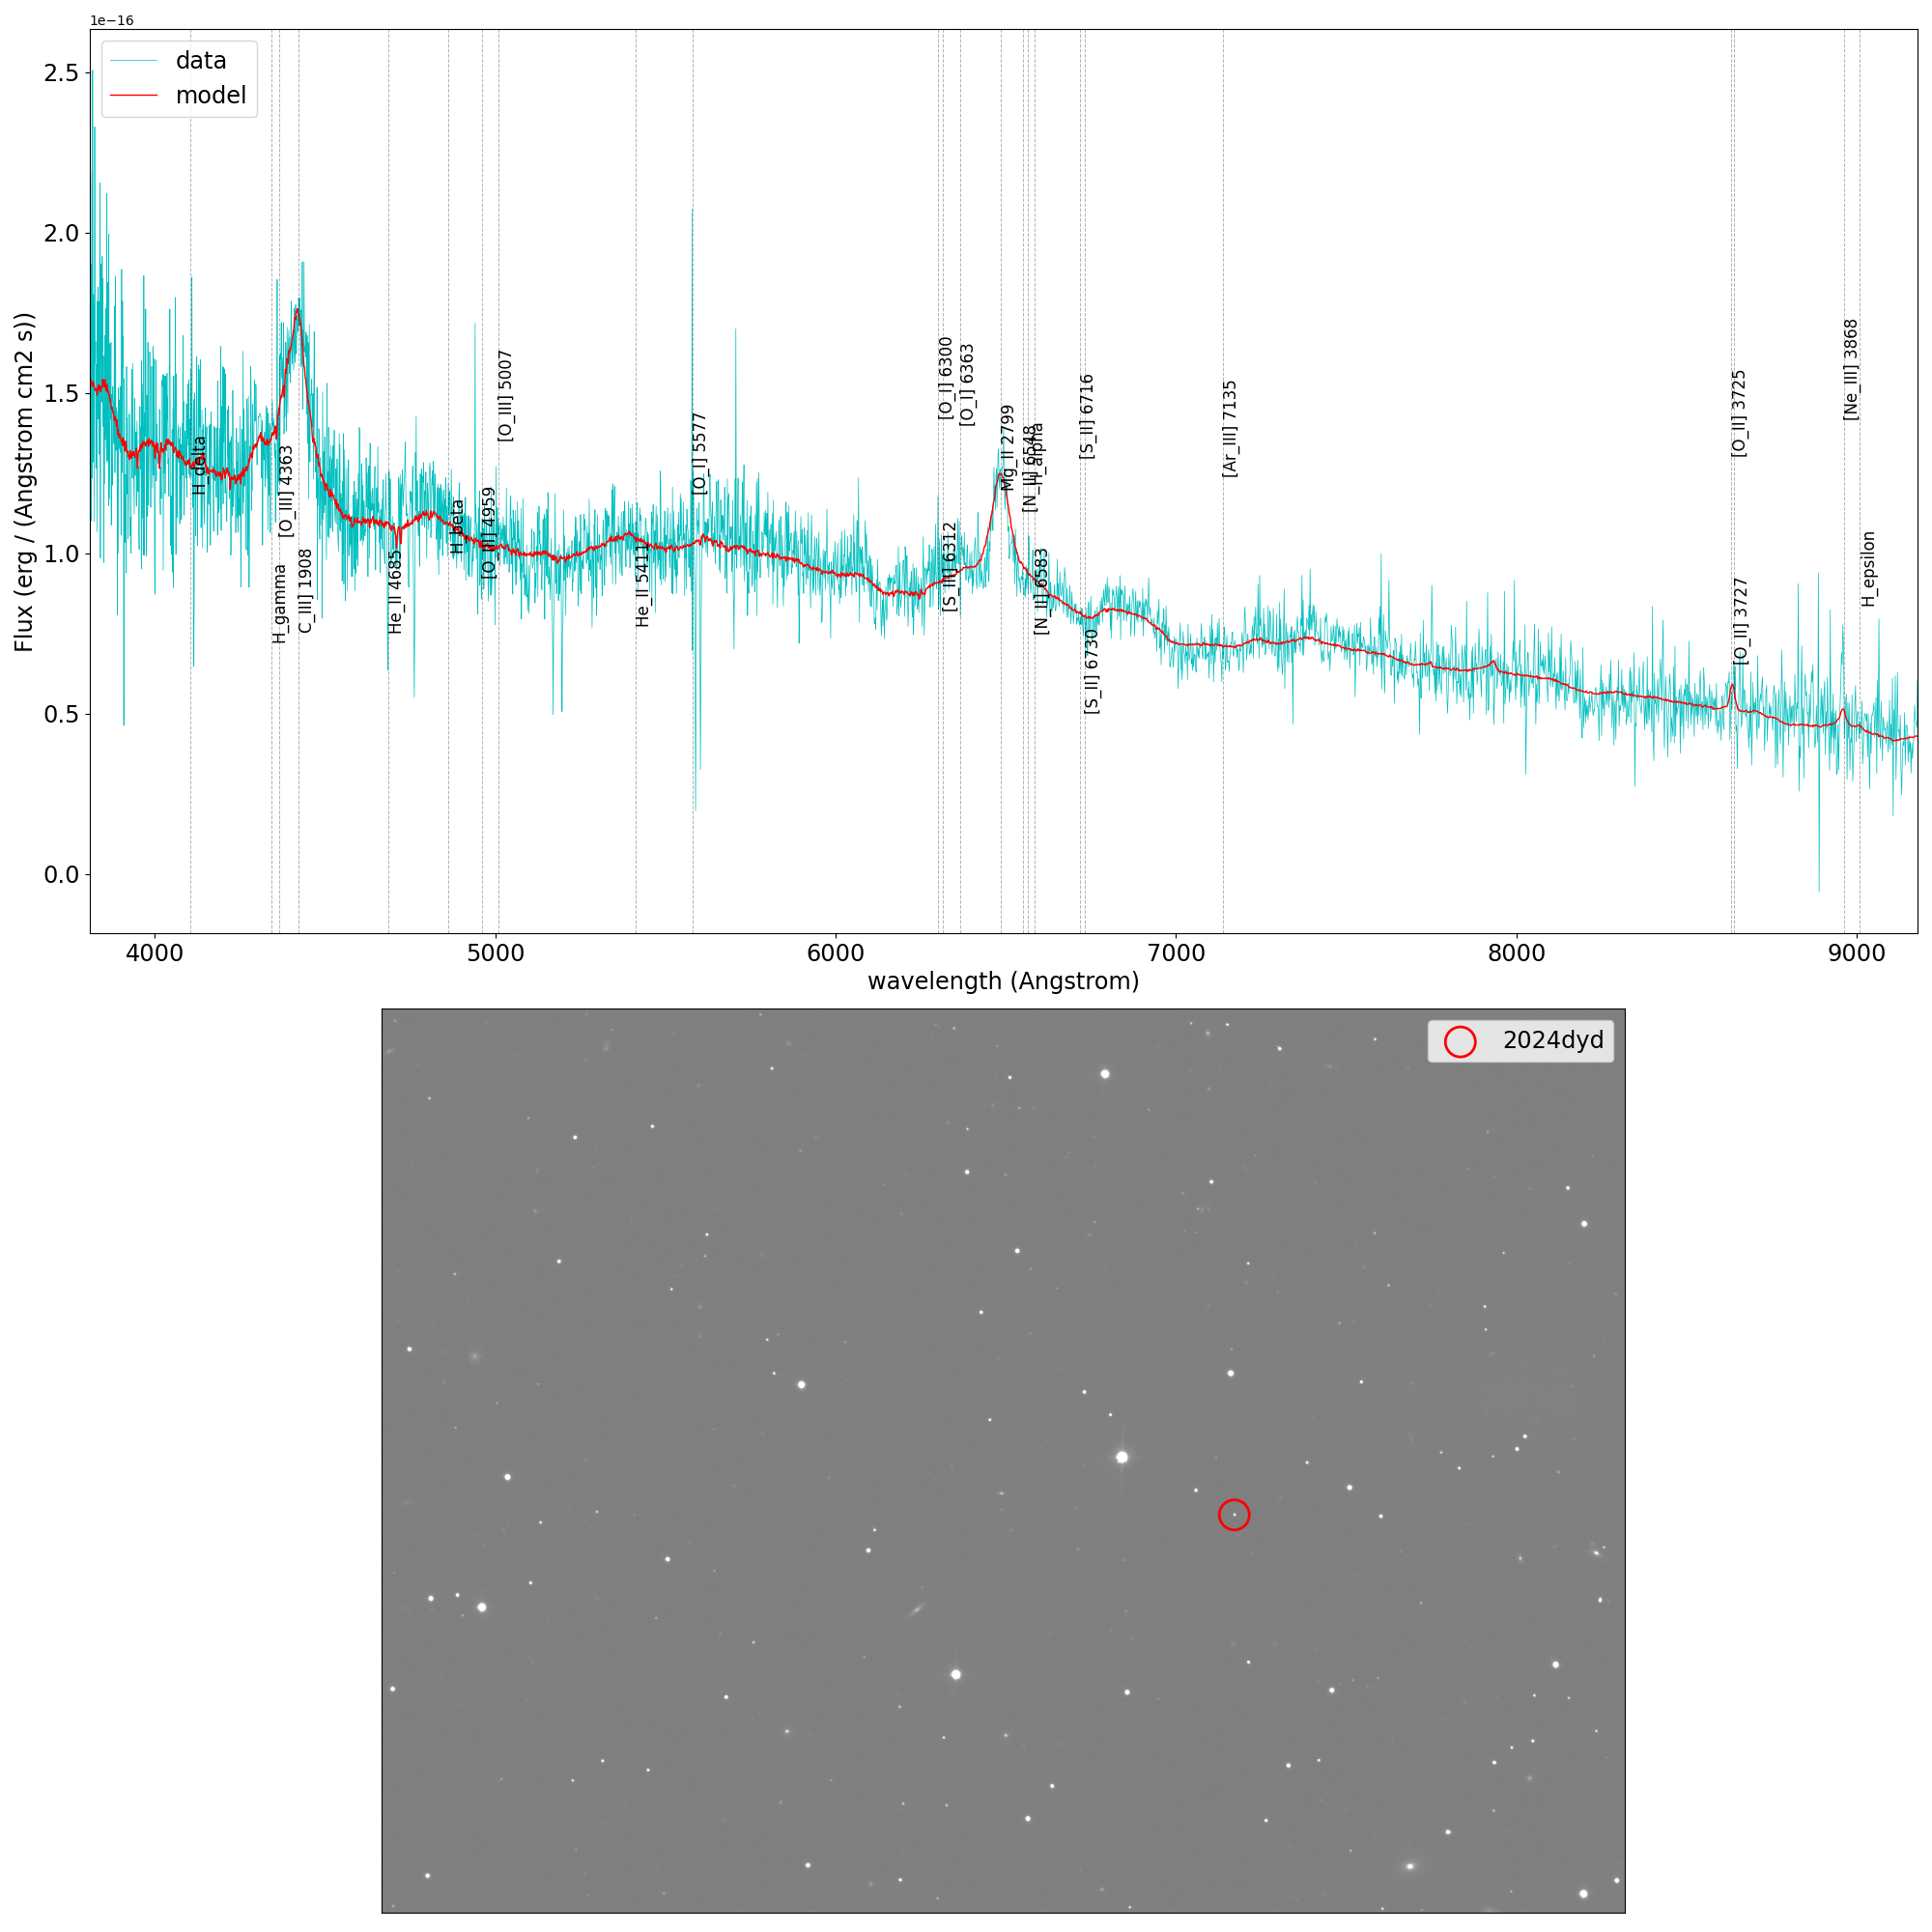 1e−16
data
model
2.5
2.0
1.5
1.0
0.5
0.0
Flux (erg / (Angstrom cm2 s))
H_delta
H_gamma
[O_III] 4363
C_III] 1908
He_II 4685
H_beta
[O_III] 4959
[O_III] 5007
He_II 5411
[O_I] 5577
[O_I] 6300
[S_III] 6312
[O_I] 6363
Mg_II 2799
[N_II] 6548
H_alpha
[N_II] 6583
[S_II] 6716
[S_II] 6730
[Ar_III] 7135
[O_II] 3725
[O_II] 3727
[Ne_III] 3868
H_epsilon
4000
5000
6000
7000
8000
9000
wavelength (Angstrom)
2024dyd